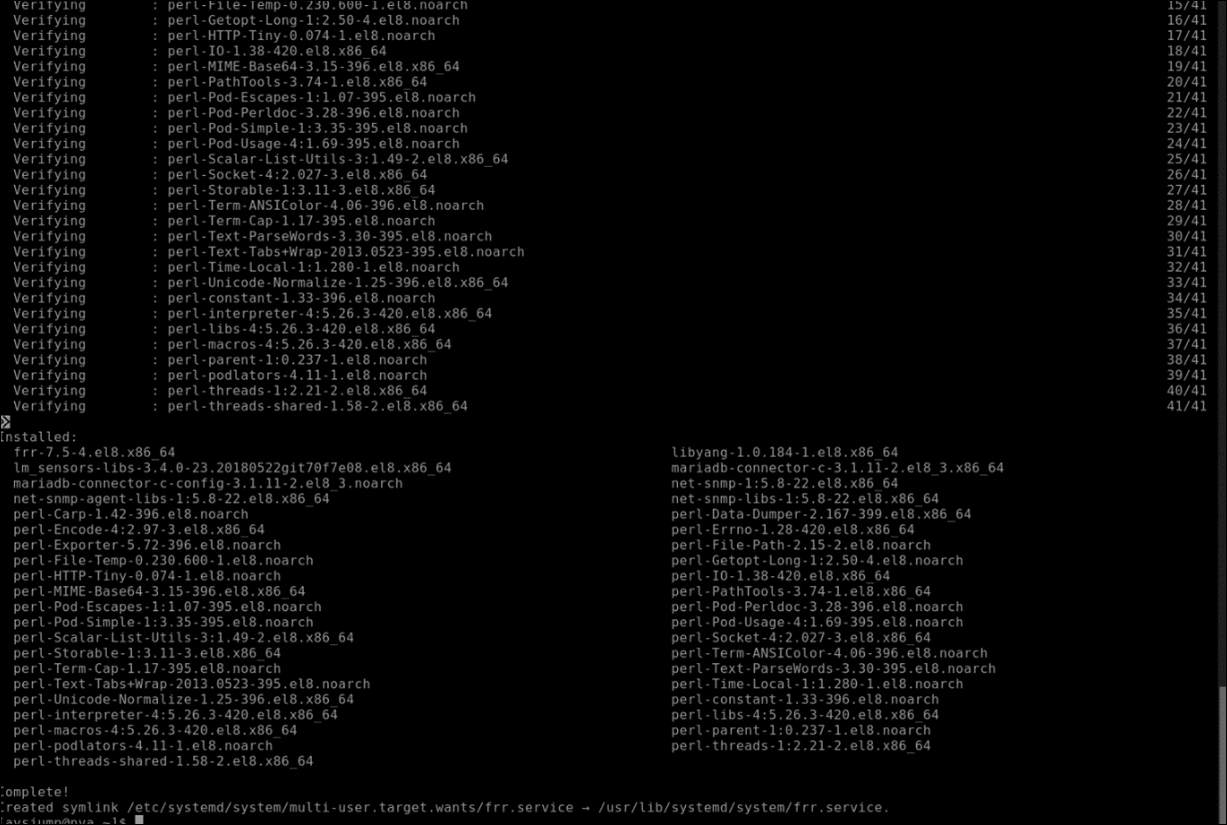 Verifying : perl-File-Temp-0.230.600-1.el8.noarch 15/41
Verifying : perl-Getopt-Long-1:2.50-4.el8.noarch 16/41
Verifying : perl-HTTP-Tiny-0.074-1.el8.noarch 17/41
Verifying : perl-IO-1.38-420.el8.x86_64 18/41
Verifying : perl-MIME-Base64-3.15-396.el8.x86_64 19/41
Verifying : perl-PathTools-3.74-1.el8.x86_64 20/41
Verifying : perl-Pod-Escapes-1:1.07-395.el8.noarch 21/41
Verifying : perl-Pod-Perldoc-3.28-396.el8.noarch 22/41
Verifying : perl-Pod-Simple-1:3.35-395.el8.noarch 23/41
Verifying : perl-Pod-Usage-4:1.69-395.el8.noarch 24/41
Verifying : perl-Scalar-List-Utils-3:1.49-2.el8.x86_64 25/41
Verifying : perl-Socket-4:2.027-3.el8.x86_64 26/41
Verifying : perl-Storable-1:3.11-3.el8.x86_64 27/41
Verifying : perl-Term-ANSIColor-4.06-396.el8.noarch 28/41
Verifying : perl-Term-Cap-1.17-395.el8.noarch 29/41
Verifying : perl-Text-ParseWords-3.30-395.el8.noarch 30/41
Verifying : perl-Text-Tabs+Wrap-2013.0523-395.el8.noarch 31/41
Verifying : perl-Time-Local-1:1.280-1.el8.noarch 32/41
Verifying : perl-Unicode-Normalize-1.25-396.el8.x86_64 33/41
Verifying : perl-constant-1.33-396.el8.noarch 34/41
Verifying : perl-interpreter-4:5.26.3-420.el8.x86_64 35/41
Verifying : perl-libs-4:5.26.3-420.el8.x86_64 36/41
Verifying : perl-macros-4:5.26.3-420.el8.x86_64 37/41
Verifying : perl-parent-1:0.237-1.el8.noarch 38/41
Verifying : perl-podlators-4.11-1.el8.noarch 39/41
Verifying : perl-threads-1:2.21-2.el8.x86_64 40/41
Verifying : perl-threads-shared-1.58-2.el8.x86_64 41/41
Installed:
frr-7.5-4.el8.x86_64 libyang-1.0.184-1.el8.x86_64
lm_sensors-libs-3.4.0-23.20180522git70f7e08.el8.x86_64 mariadb-connector-c-3.1.11-2.el8_3.x86_64
mariadb-connector-c-config-3.1.11-2.el8_3.noarch net-snmp-1:5.8-22.el8.x86_64
net-snmp-agent-libs-1:5.8-22.el8.x86_64 net-snmp-libs-1:5.8-22.el8.x86_64
perl-Carp-1.42-396.el8.noarch perl-Data-Dumper-2.167-399.el8.x86_64
perl-Encode-4:2.97-3.el8.x86_64 perl-Errno-1.28-420.el8.x86_64
perl-Exporter-5.72-396.el8.noarch perl-File-Path-2.15-2.el8.noarch
perl-File-Temp-0.230.600-1.el8.noarch perl-Getopt-Long-1:2.50-4.el8.noarch
perl-HTTP-Tiny-0.074-1.el8.noarch perl-IO-1.38-420.el8.x86_64
perl-MIME-Base64-3.15-396.el8.x86_64 perl-PathTools-3.74-1.el8.x86_64
perl-Pod-Escapes-1:1.07-395.el8.noarch perl-Pod-Perldoc-3.28-396.el8.noarch
perl-Pod-Simple-1:3.35-395.el8.noarch perl-Pod-Usage-4:1.69-395.el8.noarch
perl-Scalar-List-Utils-3:1.49-2.el8.x86_64 perl-Socket-4:2.027-3.el8.x86_64
perl-Storable-1:3.11-3.el8.x86_64 perl-Term-ANSIColor-4.06-396.el8.noarch
perl-Term-Cap-1.17-395.el8.noarch perl-Text-ParseWords-3.30-395.el8.noarch
perl-Text-Tabs+Wrap-2013.0523-395.el8.noarch perl-Time-Local-1:1.280-1.el8.noarch
perl-Unicode-Normalize-1.25-396.el8.x86_64 perl-constant-1.33-396.el8.noarch
perl-interpreter-4:5.26.3-420.el8.x86_64 perl-libs-4:5.26.3-420.el8.x86_64
perl-macros-4:5.26.3-420.el8.x86_64 perl-parent-1:0.237-1.el8.noarch
perl-podlators-4.11-1.el8.noarch perl-threads-1:2.21-2.el8.x86_64
perl-threads-shared-1.58-2.el8.x86_64
Complete!
Created symlink /etc/systemd/system/multi-user.target.wants/frr.service → /usr/lib/systemd/system/frr.service.